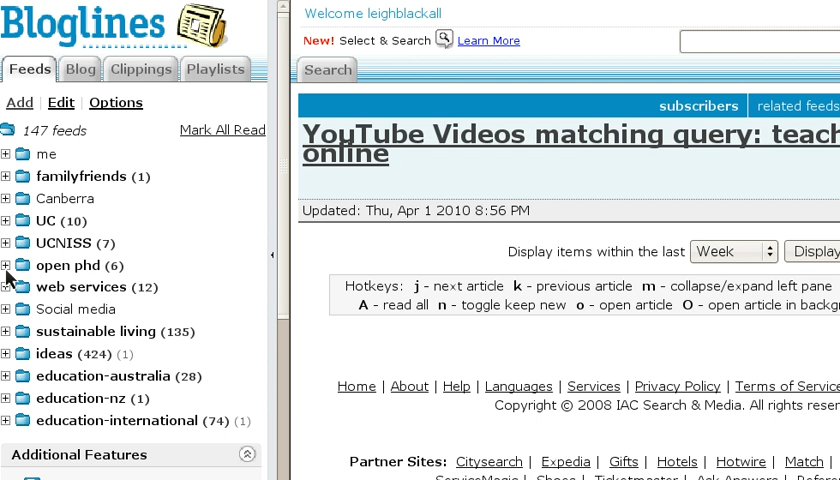 Bloglines
Feeds Blog Clippings Playlists
Add | Edit | Options
147 feeds Mark All Read
me
familyfriends (1)
Canberra
UC (10)
UCNISS (7)
open phd (6)
web services (12)
Social media
sustainable living (135)
ideas (424) (1)
education-australia (28)
education-nz (1)
education-international (74) (1)
Additional Features
Welcome leighblackall
New! Select & Search Learn More
Search
subscribers related feeds
YouTube Videos matching query: teach
online
Updated: Thu, Apr 1 2010 8:56 PM
Display items within the last Week Display
Hotkeys: j - next article k - previous article m - collapse/expand left pane
A - read all n - toggle keep new o - open article O - open article in backg
Home | About | Help | Languages | Services | Privacy Policy | Terms of Service
Copyright © 2008 IAC Search & Media. All rights reser
Partner Sites: Citysearch | Expedia | Gifts | Hotels | Hotwire | Match |